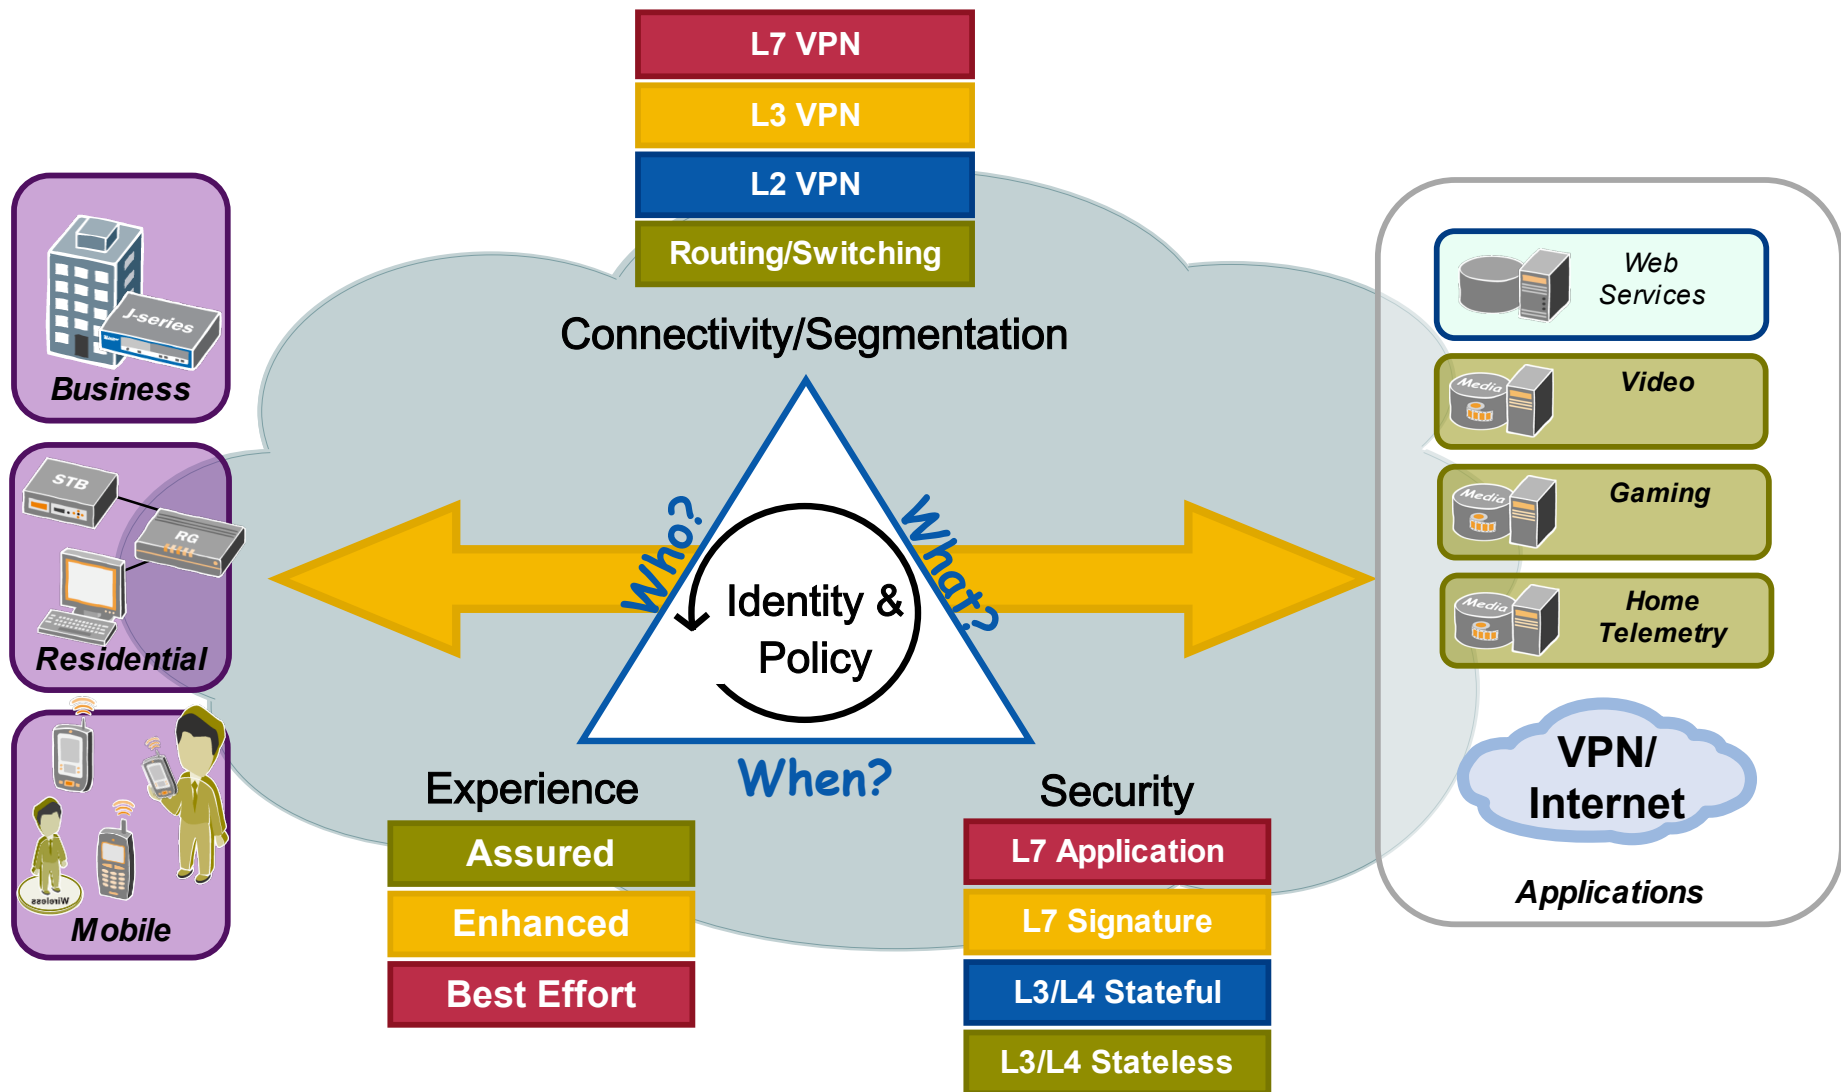 L7 VPN
L3 VPN
L2 VPN
Routing/Switching
Connectivity/Segmentation
J-series
Business
STB
RG
Residential
Wireless
Mobile
Who?
What?
When?
Identity &
Policy
Experience
Assured
Enhanced
Best Effort
Security
L7 Application
L7 Signature
L3/L4 Stateful
L3/L4 Stateless
Web
Services
Media
Video
Media
Gaming
Media
Home
Telemetry
VPN/
Internet
Applications